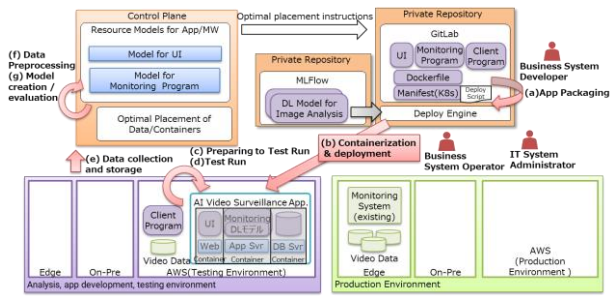 Control Plane
Resource Models for App/MW
Model for UI
Model for
Monitoring Program
Optimal Placement of
Data/Containers
(f) Data
Preprocessing
(g) Model
creation /
evaluation
Optimal placement instructions
Private Repository
MLFlow
DL Model for
Image Analysis
Private Repository
GitLab
UI
Monitoring
Program
Client
Program
Dockerfile
Manifest(K8s)
Deploy
Script
Deploy Engine
Business System
Developer
(a)App Packaging
(b) Containerization
& deployment
(c) Preparing to Test Run
(d)Test Run
(e) Data collection
and storage
Business
System Operator
IT System
Administrator
AI Video Surveillance App.
Client
Program
Video Data
UI
Monitoring
DLモデル
Web
App Svr
DB Svr
Container
Container
Container
Edge
On-Pre
AWS(Testing Environment)
Analysis, app development, testing environment
Monitoring
System
(existing)
Video Data
Edge
On-Pre
AWS
(Production
Environment )
Production Environment